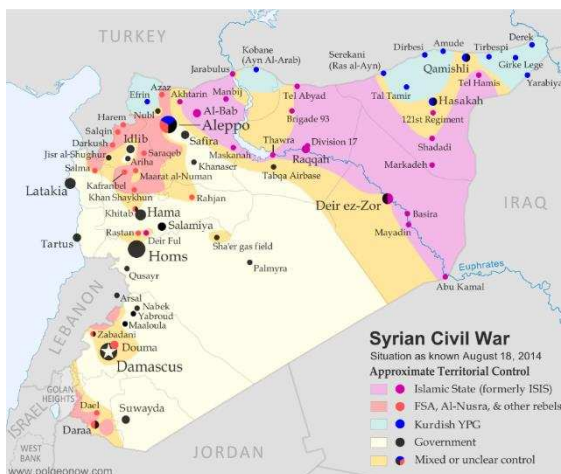 TURKEY
Derek
Kobane
(Ayn Al-Arab)
Serekani
(Ras al-Ayn)
Dirbesi
Amude
Tirbespi
Qamishli
Girke Lege
Yarabiya
Jarabulus
Azaz
Akhtarin
Manbij
Efrin
Nubl
Al-Bab
Tel Abyad
Brigade 93
Tal Tamir
Tel Hamis
Hasakah
121st Regiment
Aleppo
Harem
Salqin
Idlib
Safira
Darkush
Saraqeb
Jisr al-Shughur
Ariha
Khanaser
Maskanah
Thawra
Division 17
Raqqah
Shadadi
Markadeh
Salma
Maarat al-Numan
Tabqa Airbase
Kafranbel
Latakia
Khan Shaykhun
Rahjan
Deir ez-Zor
IRAQ
Khitab
Hama
Salamiya
Basira
Mayadin
Tartus
Rastan
Deir Ful
Sha'er gas field
Homs
Palmyra
Euphrates
Abu Kamal
Qusayr
LEBANON
Arsal
Nabek
Yabroud
Maaloula
Zabadani
Douma
Damascus
GOLAN
HEIGHTS
ISRAEL
Dael
Daraa
Suwayda
WEST
BANK
JORDAN
www.polgeonow.com
Syrian Civil War
Situation as known August 18, 2014
Approximate Territorial Control
Islamic State (formerly ISIS)
FSA, Al-Nusra, & other rebels
Kurdish YPG
Government
Mixed or unclear control